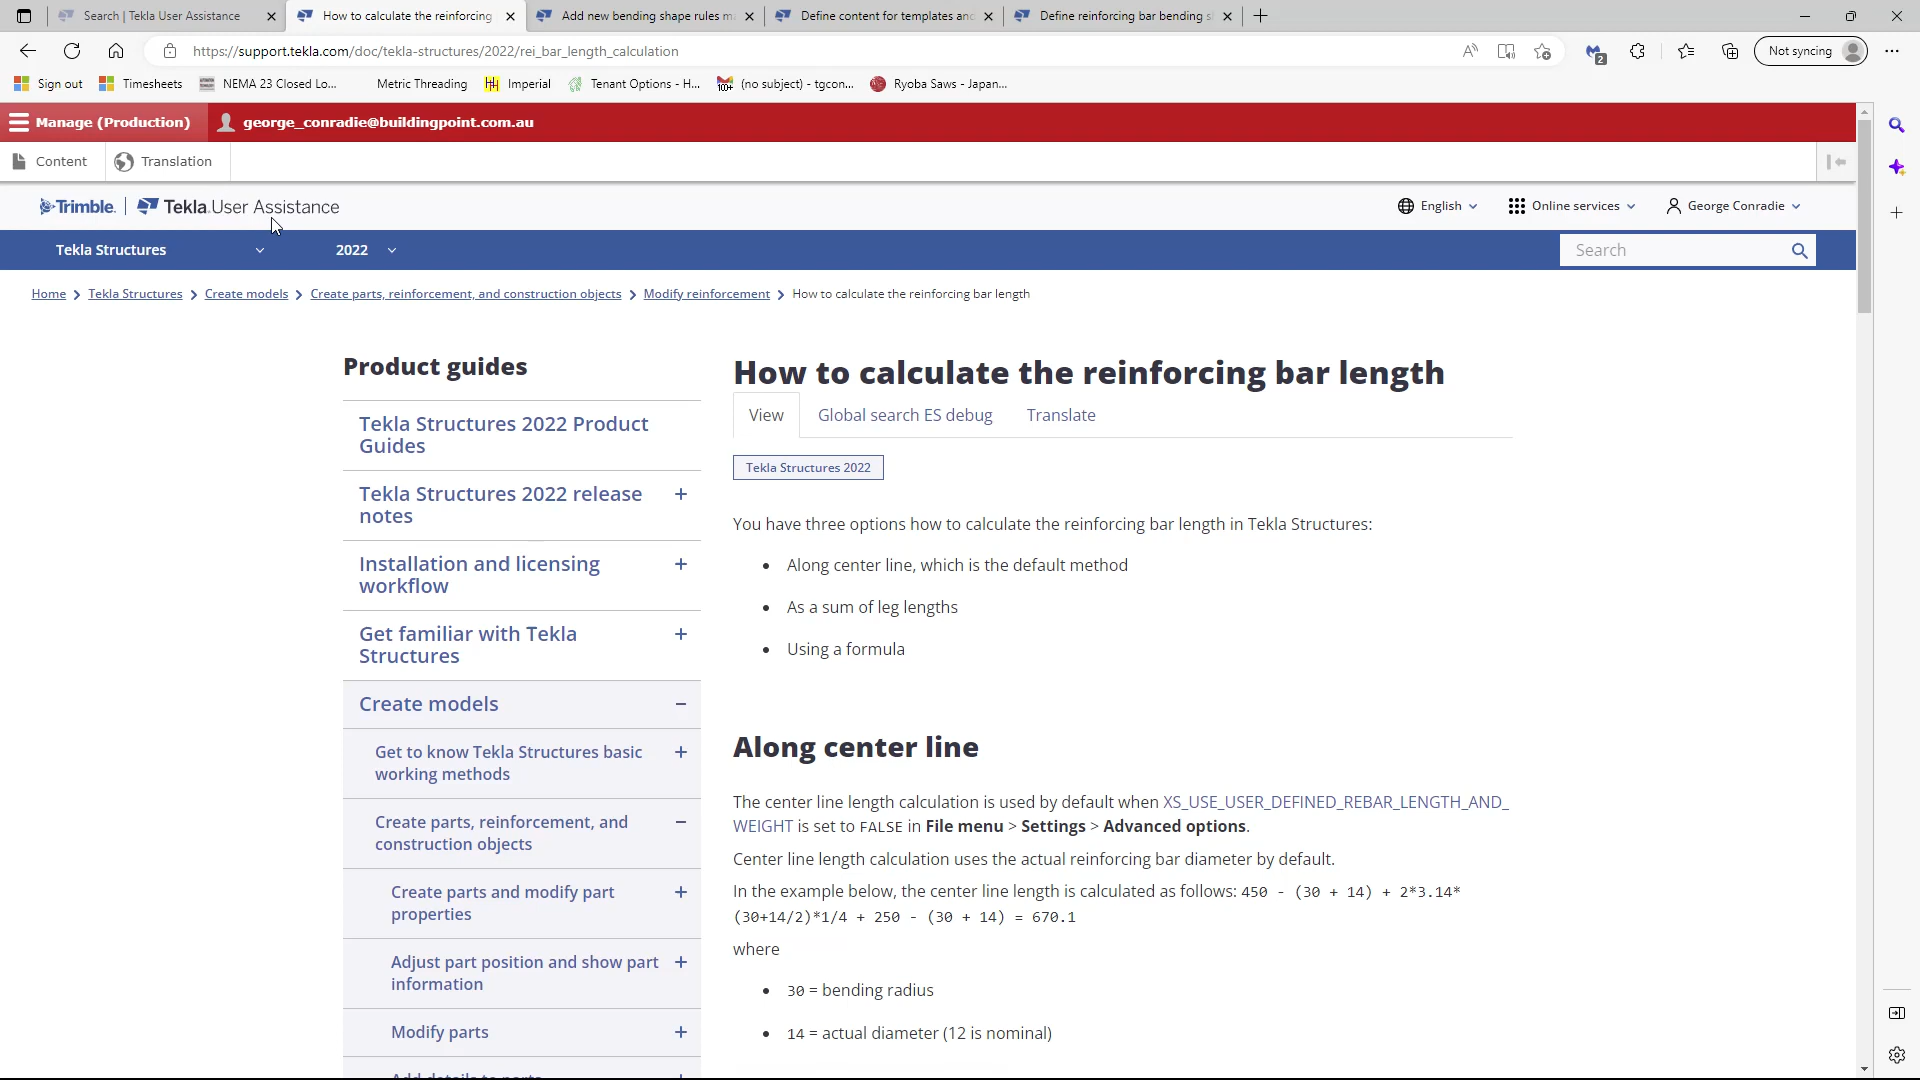 Search | Tekla User Assistance
How to calculate the reinforcing
Add new bending shape rules m
Define content for templates and
Define reinforcing bar bending s
https://support.tekla.com/doc/tekla-structures/2022/rei_bar_length_calculation
Not syncing
Sign out
Timesheets
NEMA 23 Closed Lo...
Metric Threading
Imperial
Tenant Options - H...
(no subject) - tgcon...
Ryoba Saws - Japan...
Manage (Production)
george_conradie@buildingpoint.com.au
Content
Translation
Trimble.
Tekla User Assistance
English
Online services
George Conradie
Tekla Structures
2022
Search
Home > Tekla Structures > Create models > Create parts, reinforcement, and construction objects > Modify reinforcement > How to calculate the reinforcing bar length
Product guides
Tekla Structures 2022 Product
Guides
Tekla Structures 2022 release
notes
Installation and licensing
workflow
Get familiar with Tekla
Structures
Create models
Get to know Tekla Structures basic
working methods
Create parts, reinforcement, and
construction objects
Create parts and modify part
properties
Adjust part position and show part
information
Modify parts
Add details to parts
How to calculate the reinforcing bar length
View
Global search ES debug
Translate
Tekla Structures 2022
You have three options how to calculate the reinforcing bar length in Tekla Structures:
• Along center line, which is the default method
• As a sum of leg lengths
• Using a formula
Along center line
The center line length calculation is used by default when XS_USE_USER_DEFINED_REBAR_LENGTH_AND_
WEIGHT is set to FALSE in File menu > Settings > Advanced options.
Center line length calculation uses the actual reinforcing bar diameter by default.
In the example below, the center line length is calculated as follows: 450 - (30 + 14) + 2*3.14*
(30+14/2)*1/4 + 250 - (30 + 14) = 670.1
where
• 30 = bending radius
• 14 = actual diameter (12 is nominal)